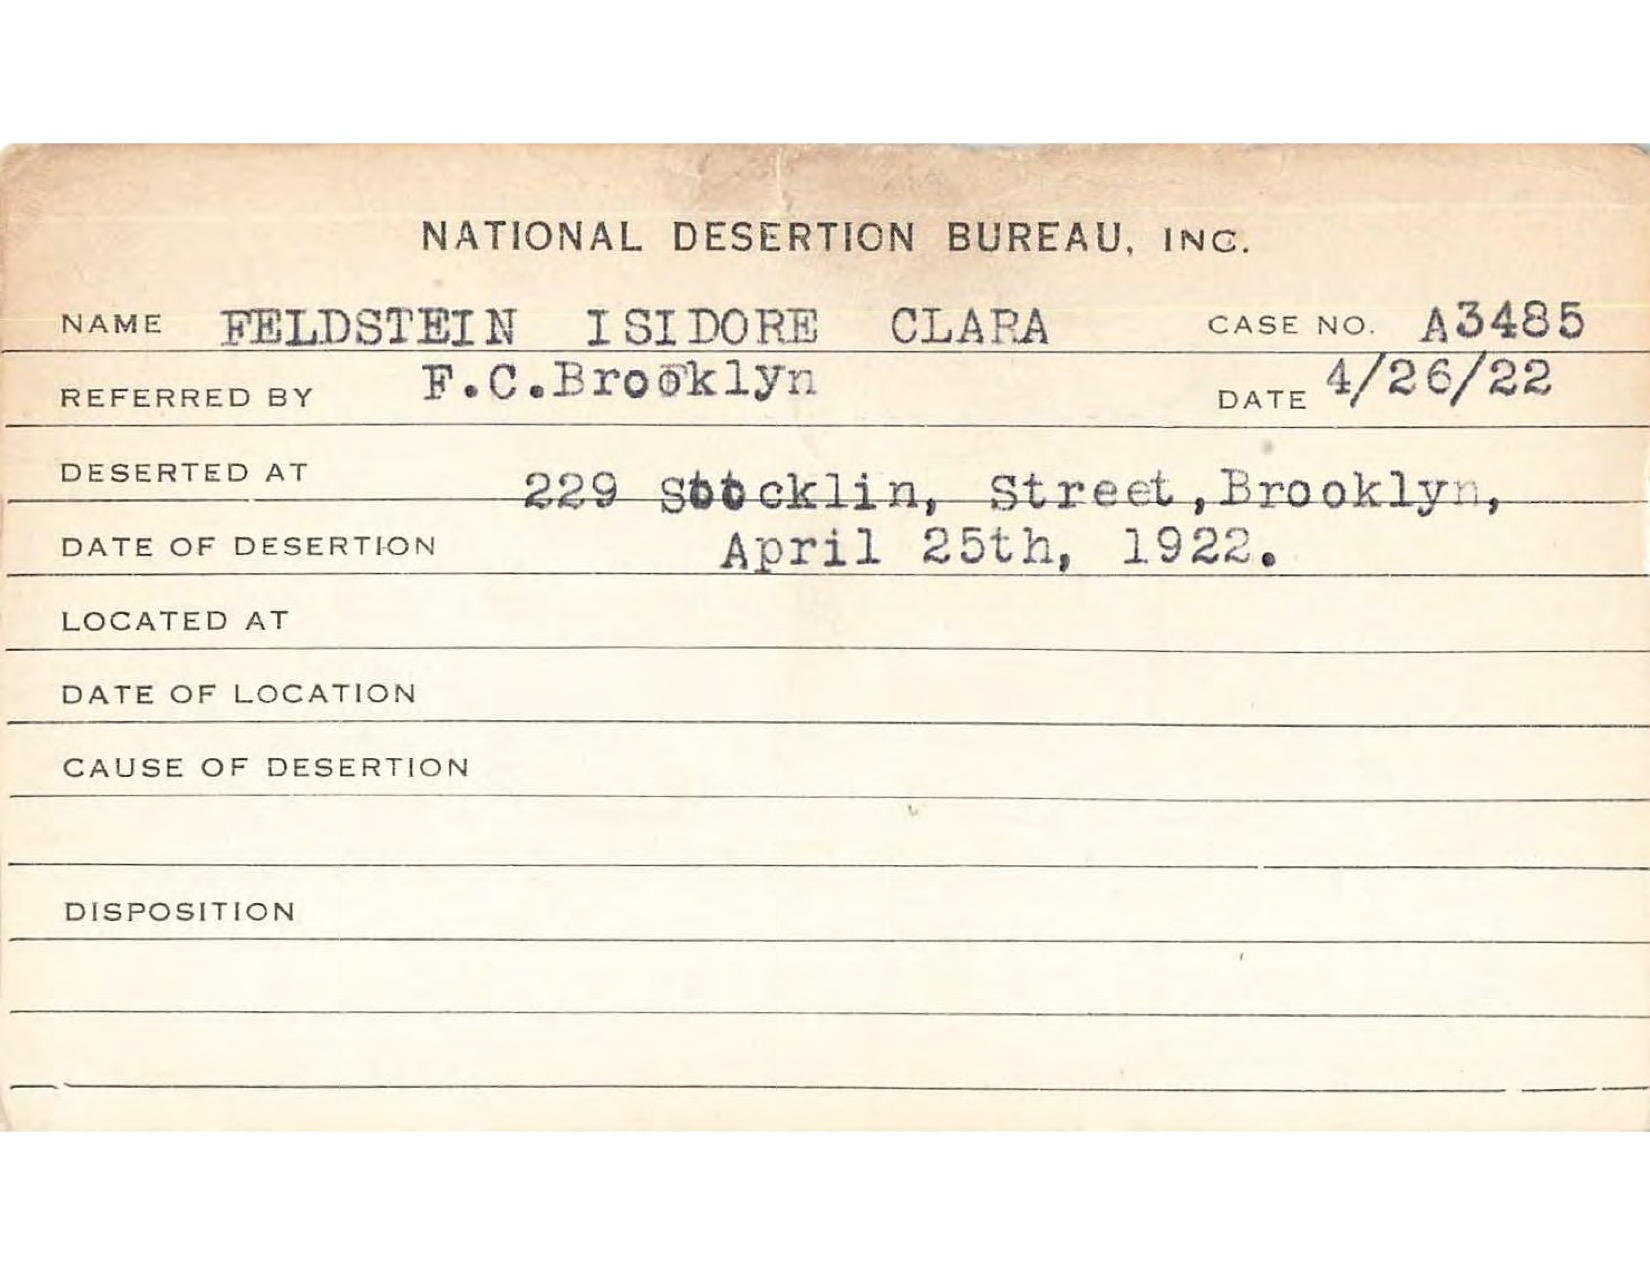 NATIONAL DESERTION BUREAU, INC.
NAME FELDSTEIN ISIDORE CLARA CASE NO. A3485
REFERRED BY F.C.Brooklyn DATE 4/26/22
DESERTED AT 229 Stocklin, Street,Brooklyn,
DATE OF DESERTION April 25th, 1922.
LOCATED AT
DATE OF LOCATION
CAUSE OF DESERTION
DISPOSITION